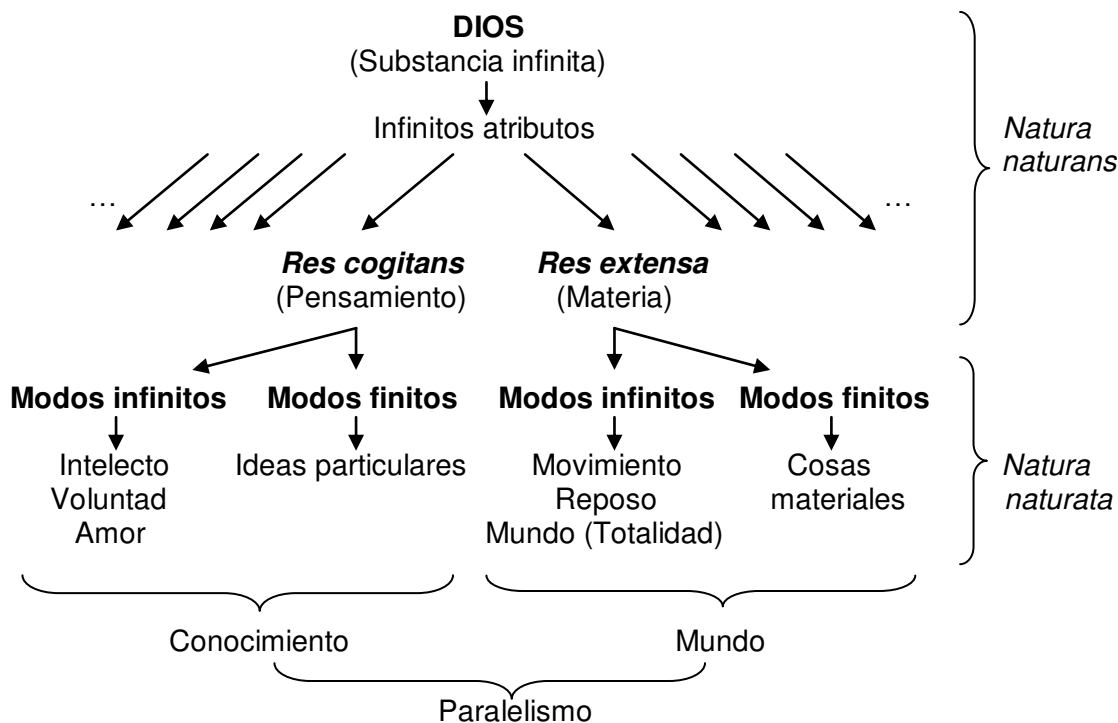 DIOS
(Substancia infinita)
Infinitos atributos
Natura
naturans
…
…
Res cogitans
(Pensamiento)
Res extensa
(Materia)
Modos infinitos
Modos finitos
Modos infinitos
Modos finitos
Intelecto
Voluntad
Amor
Ideas particulares
Movimiento
Reposo
Mundo (Totalidad)
Cosas
materiales
Natura
naturata
Conocimiento
Mundo
Paralelismo